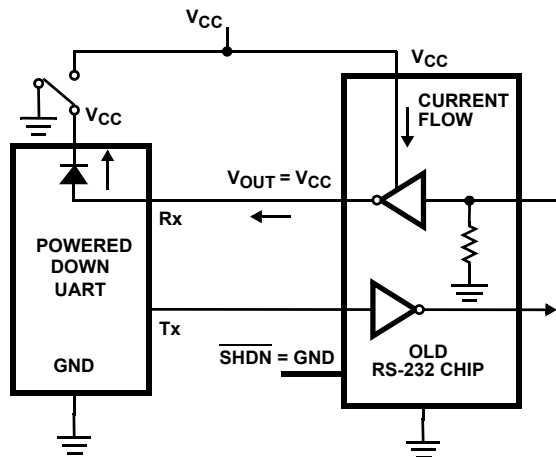 VCC
VCC
VCC
CURRENT
FLOW
VOUT = VCC
Rx
POWERED
DOWN
UART
Tx
SHDN = GND
GND
OLD
RS-232 CHIP